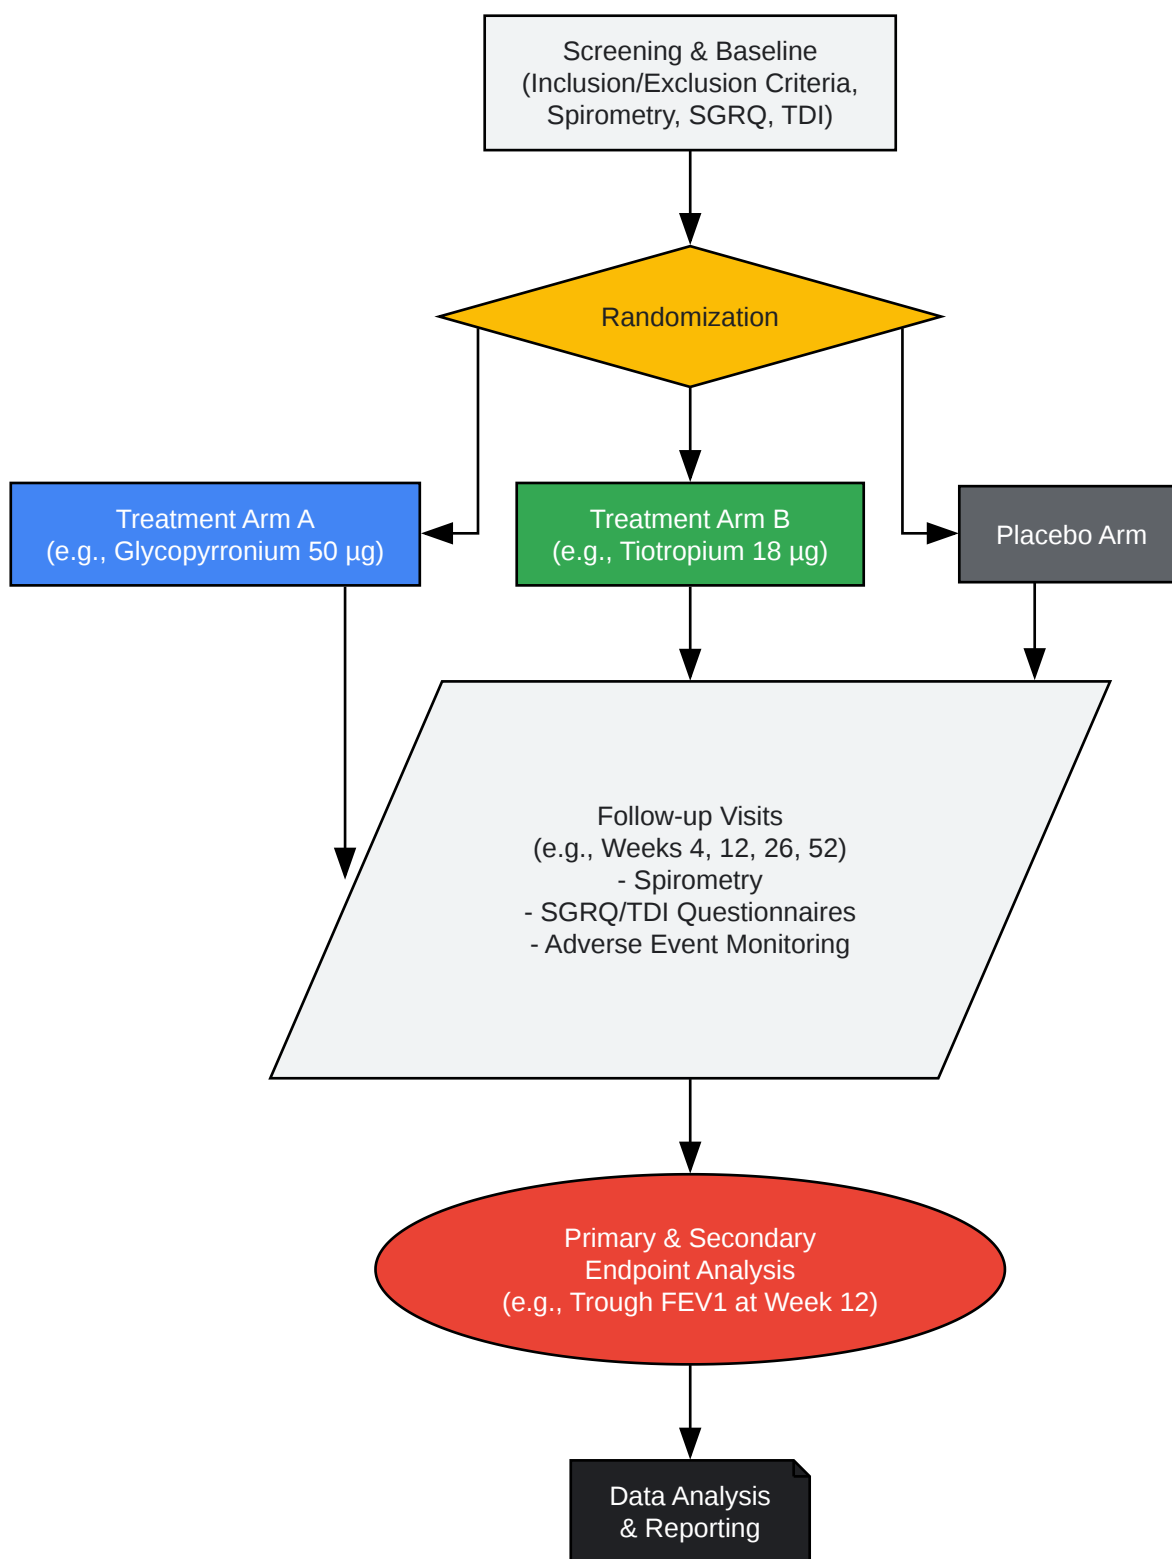 Screening & Baseline
(Inclusion/Exclusion Criteria,
Spirometry, SGRQ, TDI)
Randomization
Treatment Arm A
(e.g., Glycopyrronium 50 µg)
Treatment Arm B
(e.g., Tiotropium 18 µg)
Placebo Arm
Follow-up Visits
(e.g., Weeks 4, 12, 26, 52)
- Spirometry
- SGRQ/TDI Questionnaires
- Adverse Event Monitoring
Primary & Secondary
Endpoint Analysis
(e.g., Trough FEV1 at Week 12)
Data Analysis
& Reporting